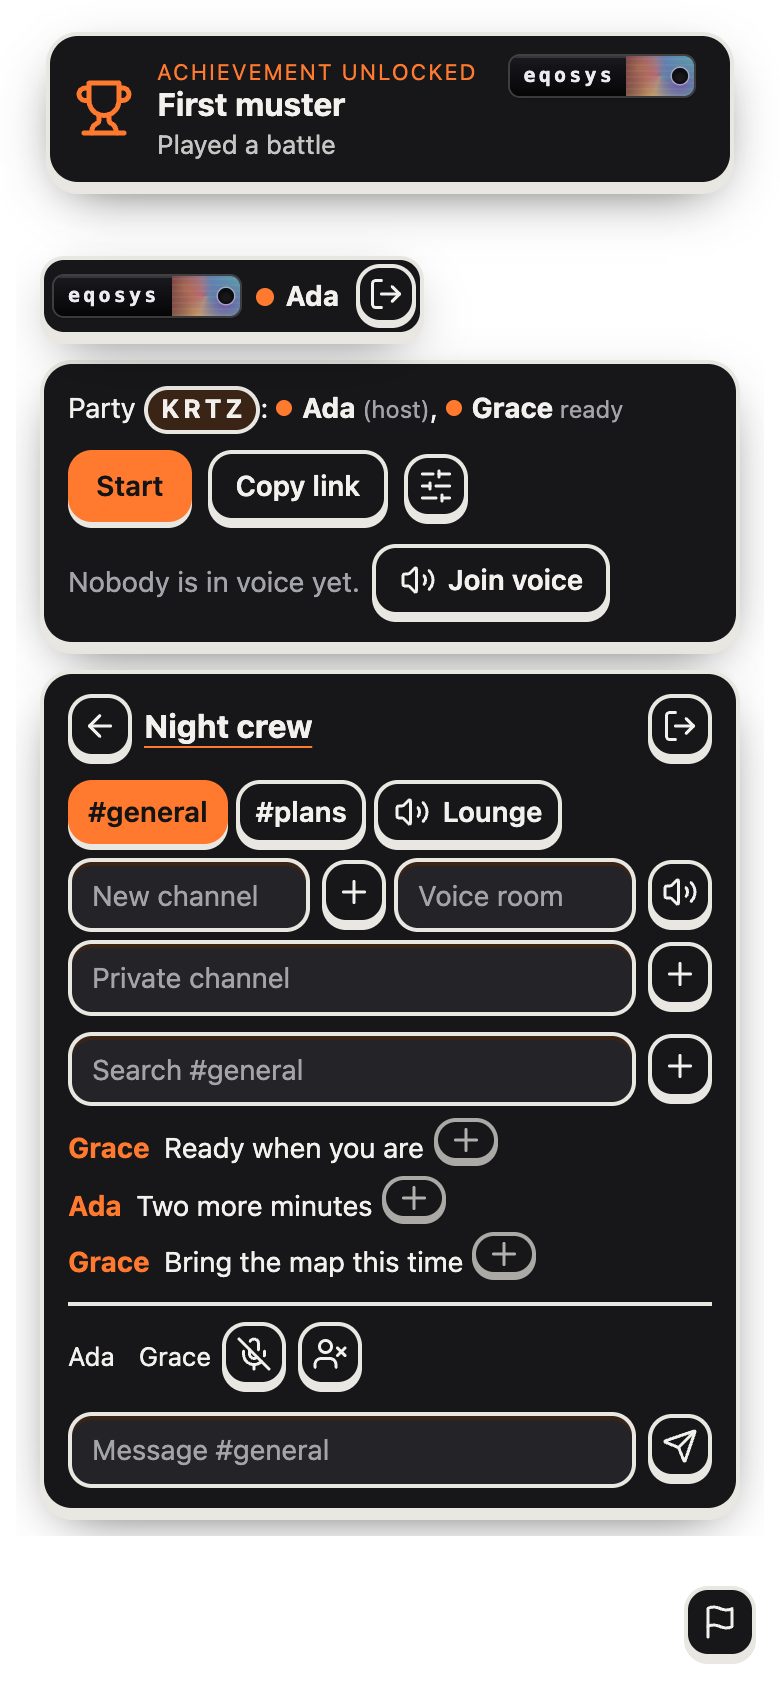 ACHIEVEMENT UNLOCKED
eqosys
First muster
Played a battle
eqosys Ada
Party KRTZ: Ada (host), Grace ready
Start Copy link
Nobody is in voice yet. Join voice
Night crew
#general #plans Lounge
New channel Voice room
Private channel
Search #general
Grace Ready when you are
Ada Two more minutes
Grace Bring the map this time
Ada Grace
Message #general